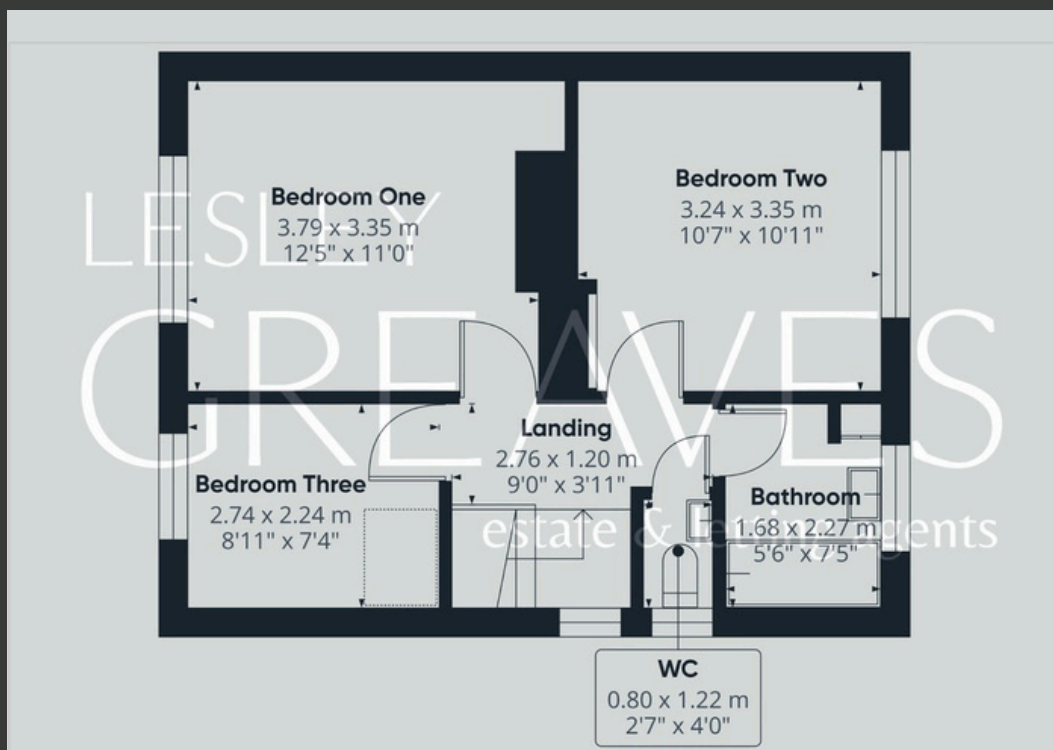 Bedroom One
3.79 x 3.35 m
12'5" x 11'0"
Bedroom Two
3.24 x 3.35 m
10'7" x 10'11"
LESLEY
GREAVES
estate & letting agents
Landing
2.76 x 1.20 m
9'0" x 3'11"
Bedroom Three
2.74 x 2.24 m
8'11" x 7'4"
Bathroom
1.68 x 2.27 m
5'6" x 7'5"
WC
0.80 x 1.22 m
2'7" x 4'0"